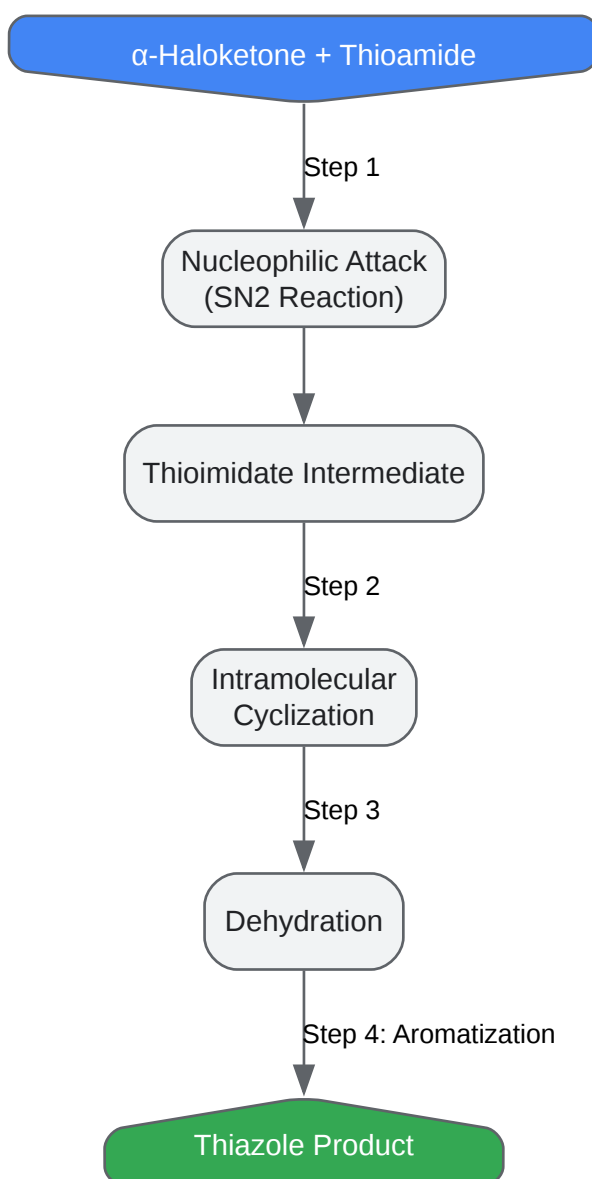 α-Haloketone + Thioamide
Step 1
Nucleophilic Attack
(SN2 Reaction)
Thioimidate Intermediate
Step 2
Intramolecular
Cyclization
Step 3
Dehydration
Step 4: Aromatization
Thiazole Product